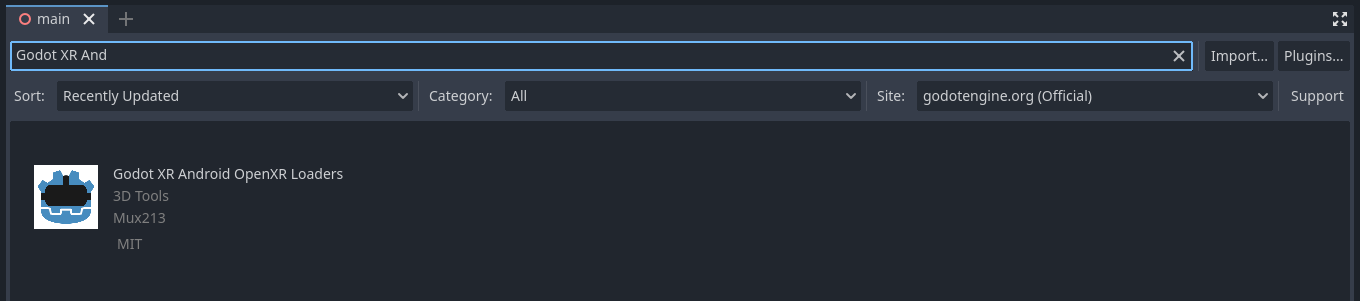 main
Godot XR And
Import... Plugins...
Sort: Recently Updated Category: All Site: godotengine.org (Official) Support
Godot XR Android OpenXR Loaders
3D Tools
Mux213
MIT